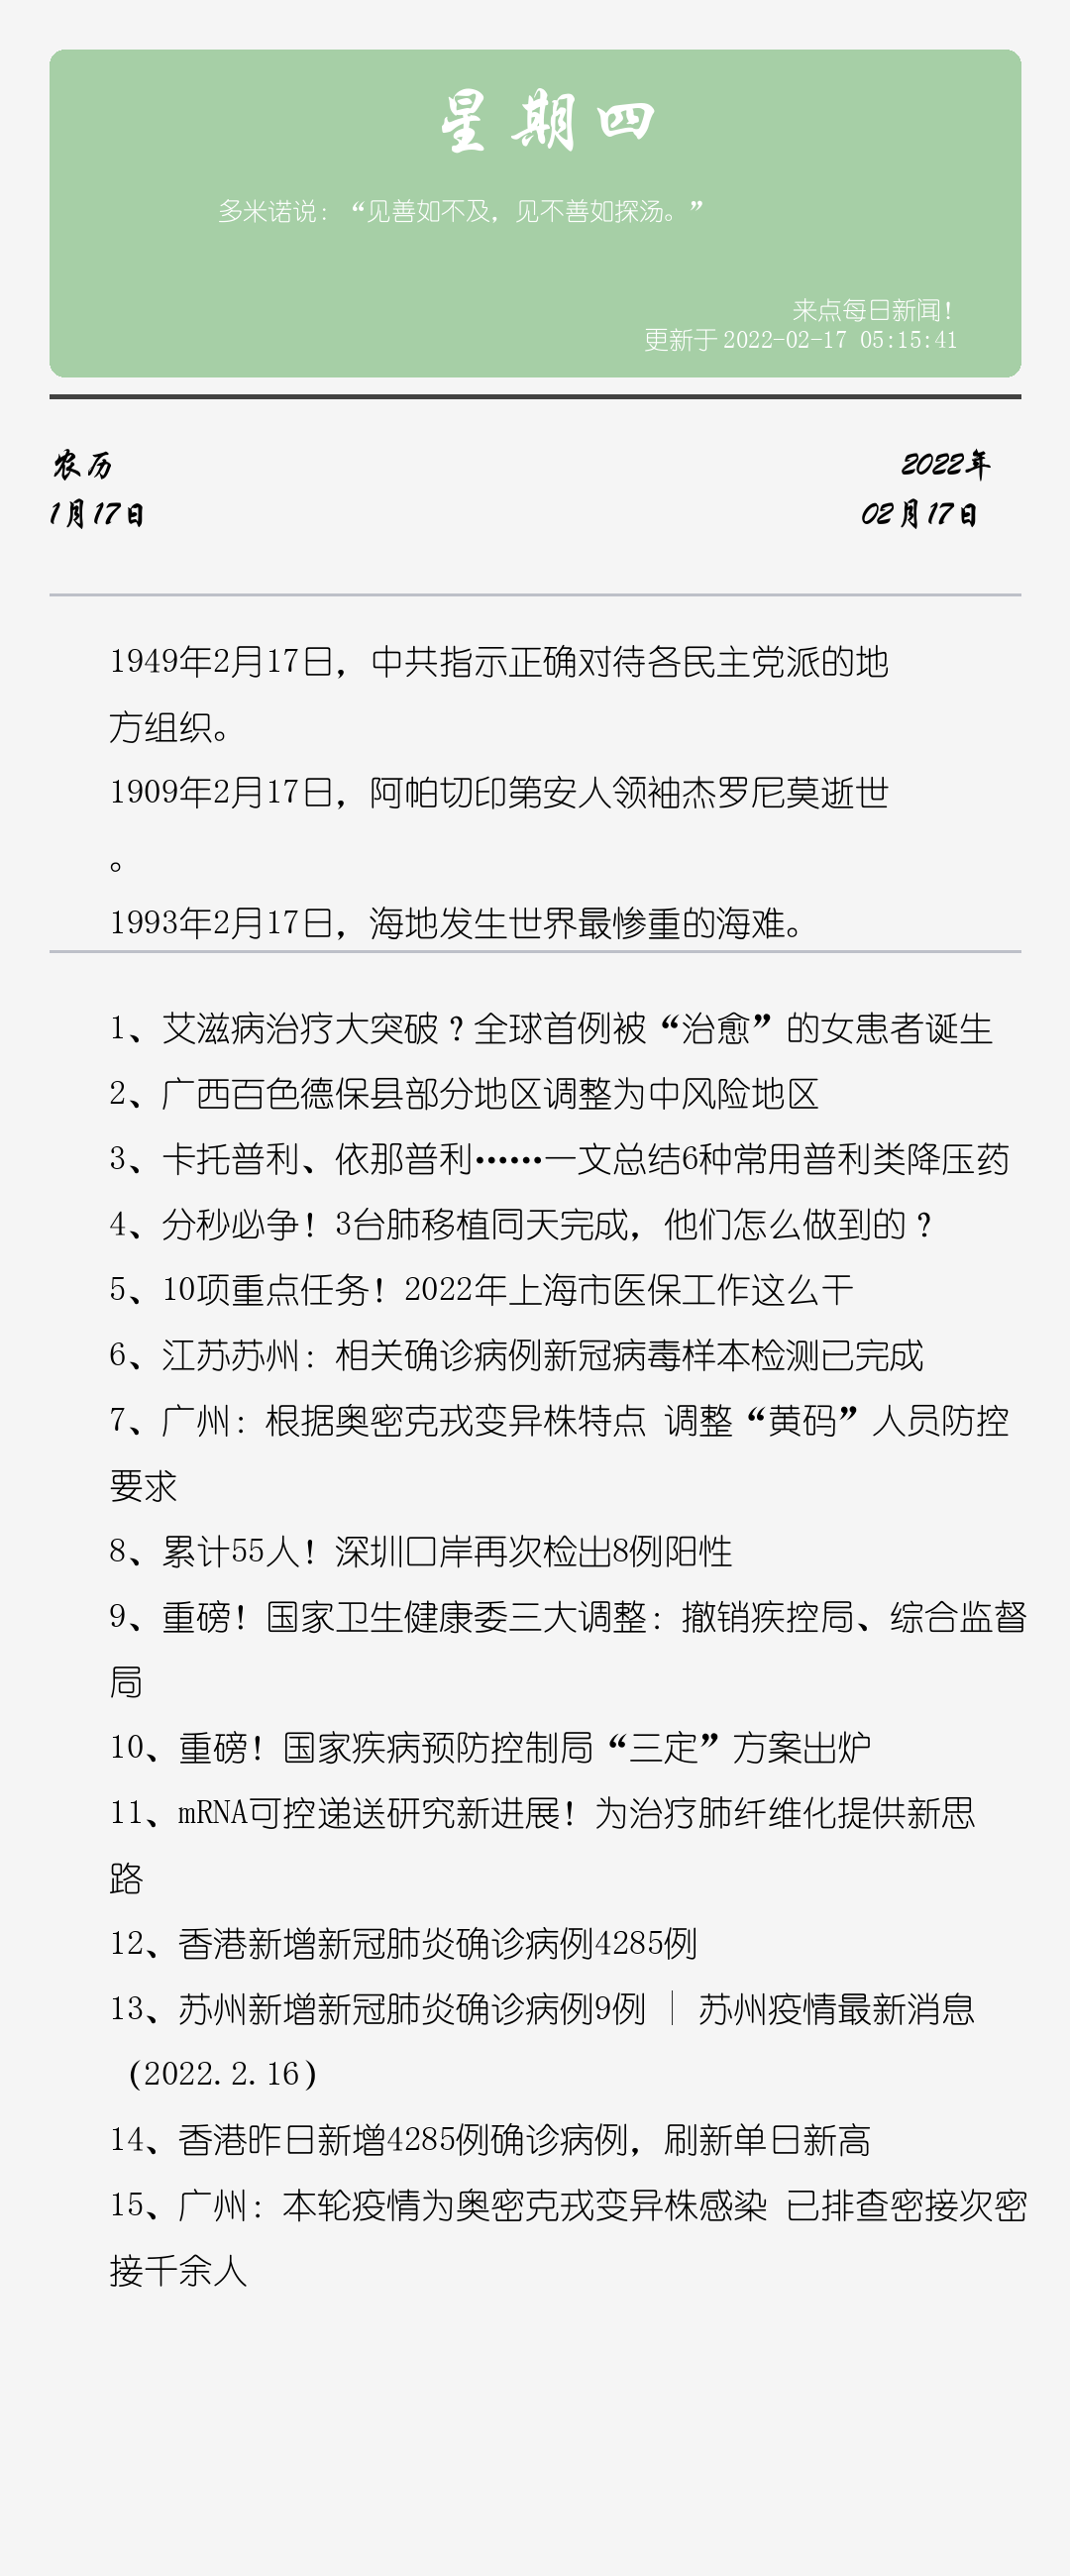 星期四
多米诺说：“见善如不及，见不善如探汤。”
来点每日新闻！
更新于 2022-02-17 05:15:41
农历
2022年
1月17日
02月17日
1949年2月17日，中共指示正确对待各民主党派的地
方组织。
1909年2月17日，阿帕切印第安人领袖杰罗尼莫逝世
。
1993年2月17日，海地发生世界最惨重的海难。
1、艾滋病治疗大突破？全球首例被“治愈”的女患者诞生
2、广西百色德保县部分地区调整为中风险地区
3、卡托普利、依那普利……一文总结6种常用普利类降压药
4、分秒必争！3台肺移植同天完成，他们怎么做到的？
5、10项重点任务！2022年上海市医保工作这么干
6、江苏苏州：相关确诊病例新冠病毒样本检测已完成
7、广州：根据奥密克戎变异株特点 调整“黄码”人员防控
要求
8、累计55人！深圳口岸再次检出8例阳性
9、重磅！国家卫生健康委三大调整：撤销疾控局、综合监督
局
10、重磅！国家疾病预防控制局“三定”方案出炉
11、mRNA可控递送研究新进展！为治疗肺纤维化提供新思
路
12、香港新增新冠肺炎确诊病例4285例
13、苏州新增新冠肺炎确诊病例9例｜苏州疫情最新消息
（2022.2.16）
14、香港昨日新增4285例确诊病例，刷新单日新高
15、广州：本轮疫情为奥密克戎变异株感染 已排查密接次密
接千余人